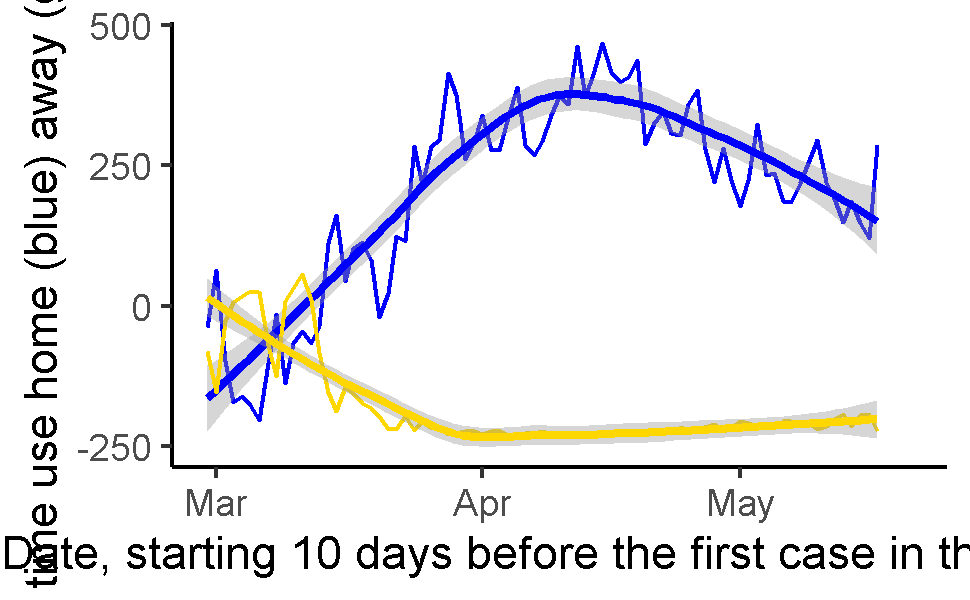 500
250
0
-250
time use home (blue) away (
Mar Apr May
Date, starting 10 days before the first case in th